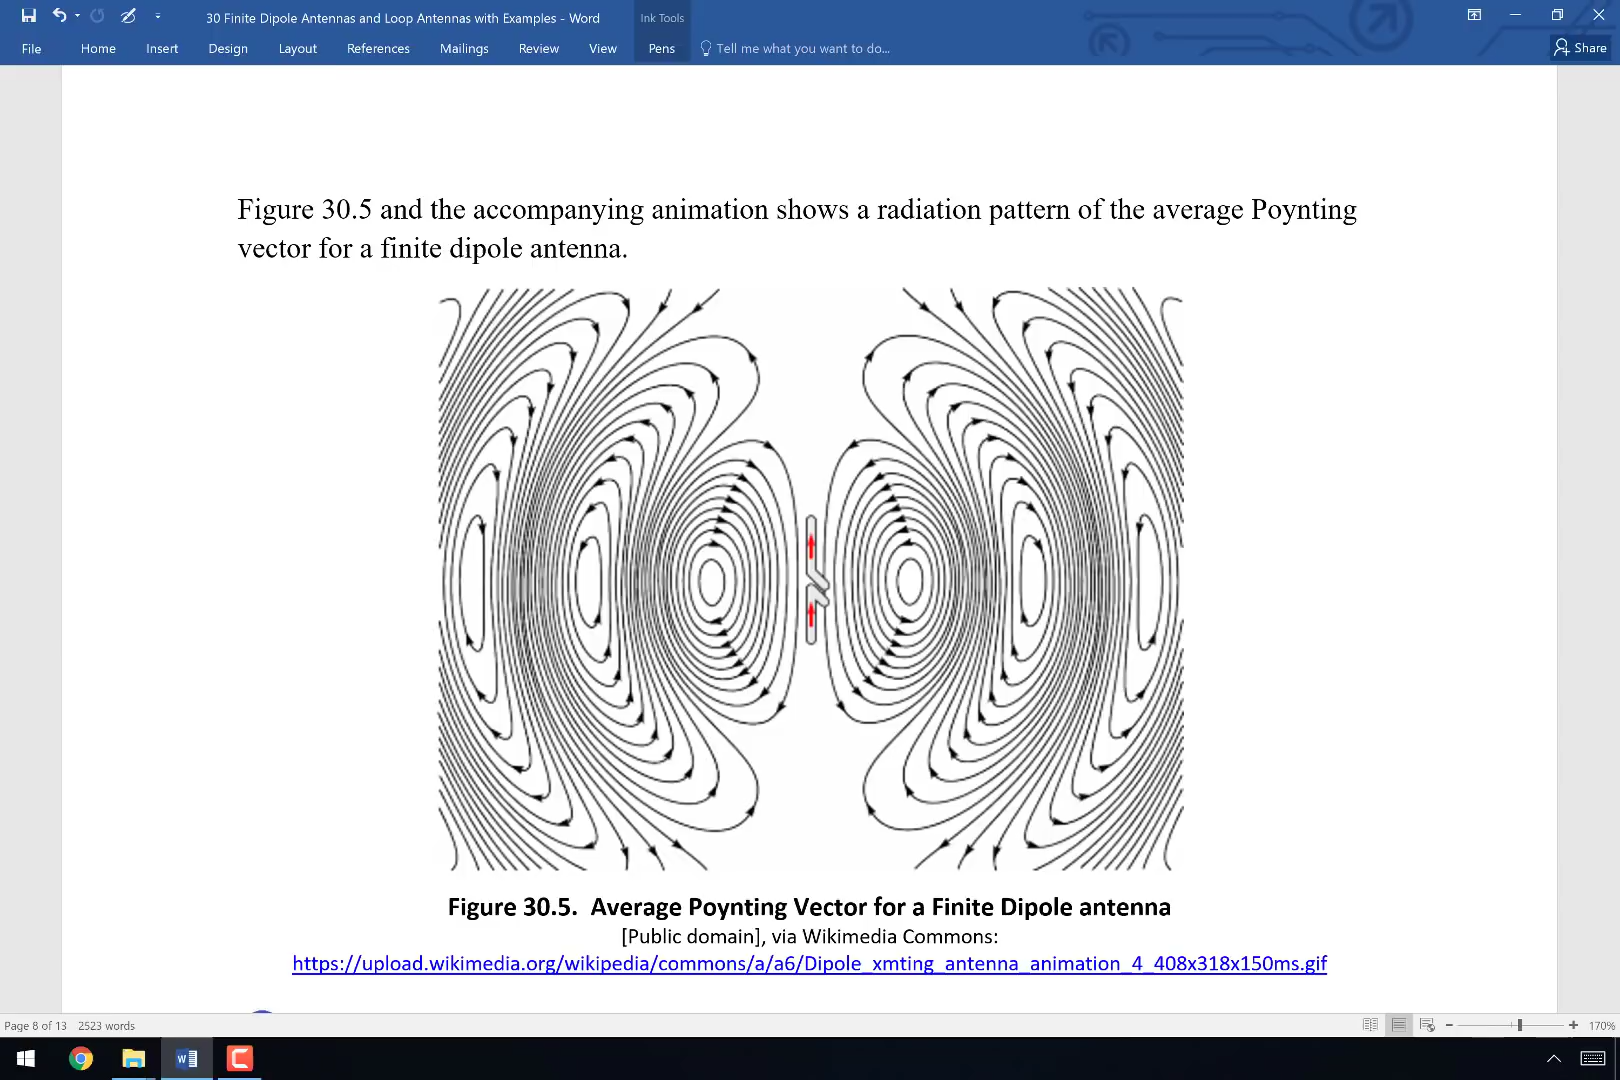 30 Finite Dipole Antennas and Loop Antennas with Examples - Word
Ink Tools
File Home Insert Design Layout References Mailings Review View Pens Tell me what you want to do... Share
Figure 30.5 and the accompanying animation shows a radiation pattern of the average Poynting
vector for a finite dipole antenna.
Figure 30.5. Average Poynting Vector for a Finite Dipole antenna
[Public domain], via Wikimedia Commons:
https://upload.wikimedia.org/wikipedia/commons/a/a6/Dipole_xmting_antenna_animation_4_408x318x150ms.gif
Page 8 of 13 2523 words
170%